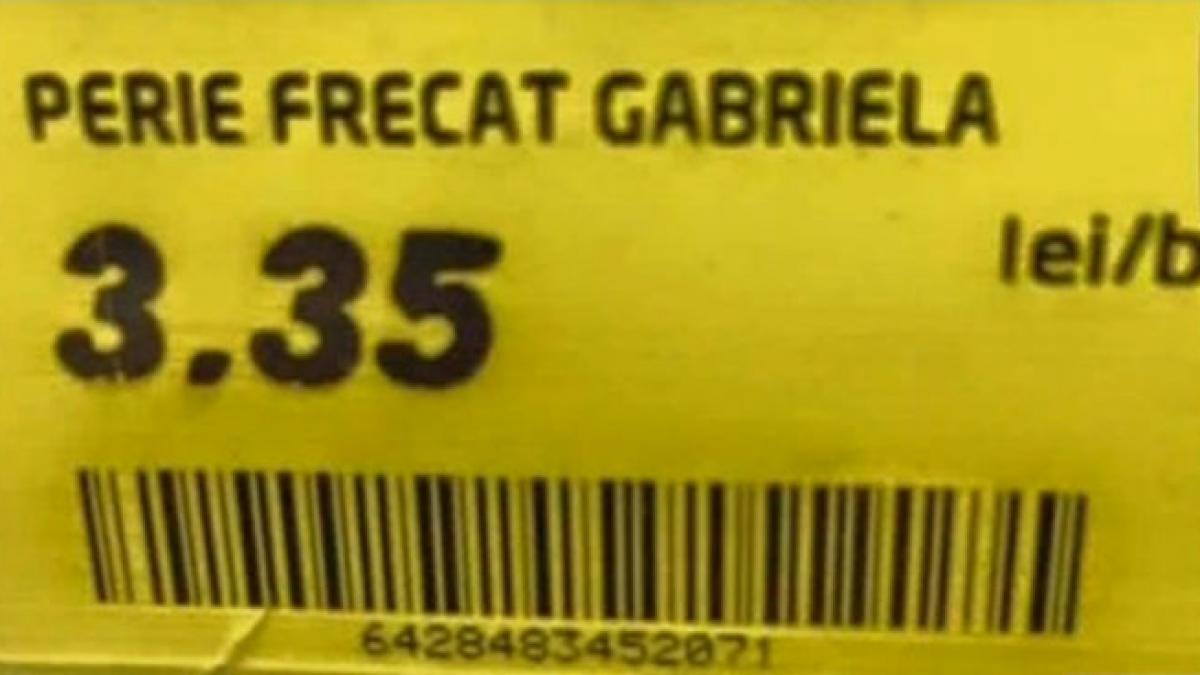 PERIE FRECAT GABRIELA
3.35
lei/b
6428483452071